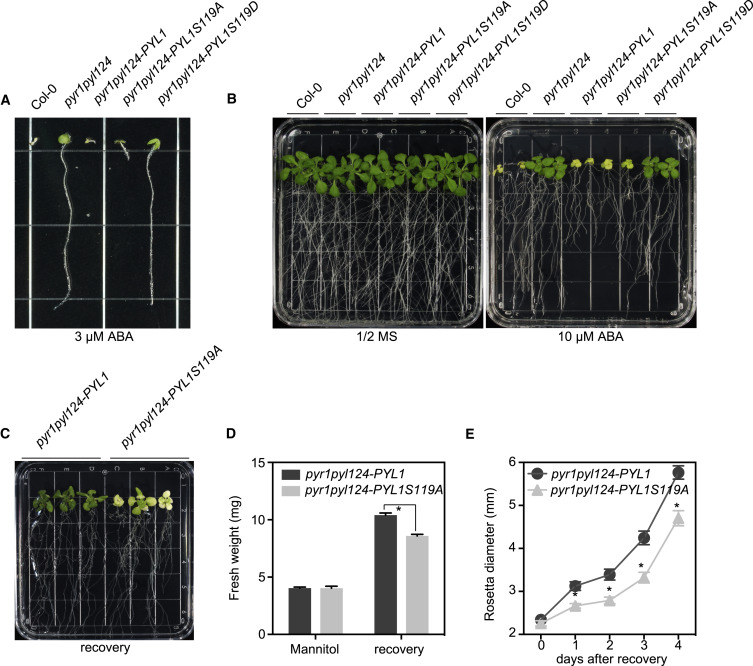 A
Col-0
pyr1pyl124
pyr1pyl124-PYL1
pyr1pyl124-PYL1S119A
pyr1pyl124-PYL1S119D
3 µM ABA
B
Col-0
pyr1pyl124
pyr1pyl124-PYL1
pyr1pyl124-PYL1S119A
pyr1pyl124-PYL1S119D
Col-0
pyr1pyl124
pyr1pyl124-PYL1
pyr1pyl124-PYL1S119A
pyr1pyl124-PYL1S119D
1/2 MS
10 µM ABA
C
pyr1pyl124-PYL1
pyr1pyl124-PYL1S119A
recovery
D
Fresh weight (mg)
15
10
5
0
pyr1pyl124-PYL1
pyr1pyl124-PYL1S119A
*
Mannitol
recovery
E
Rosetta diameter (mm)
6
5
4
3
2
pyr1pyl124-PYL1
pyr1pyl124-PYL1S119A
* * * *
0 1 2 3 4
days after recovery